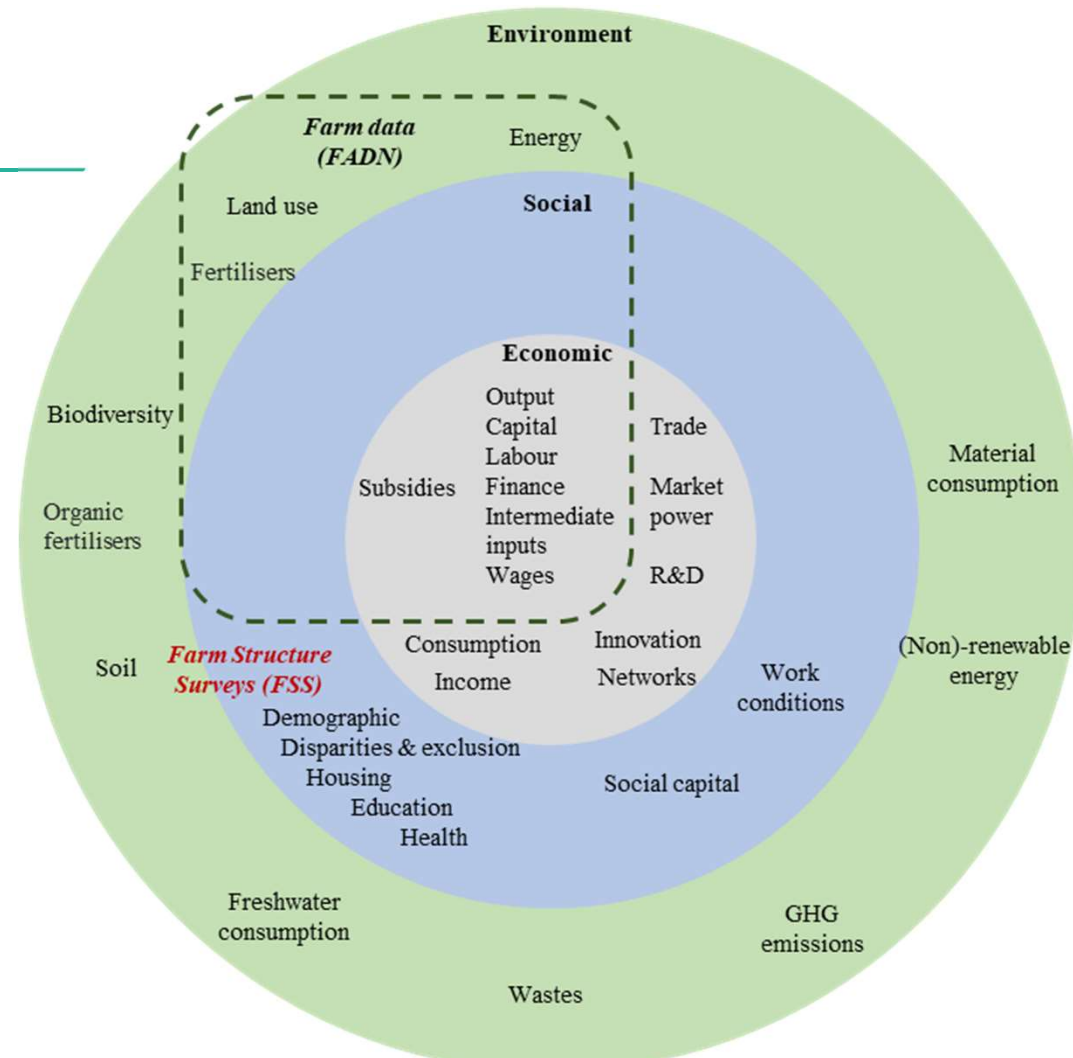 Environment
Farm data
(FADN)
Energy
Land use
Social
Fertilisers
Economic
Output
Capital
Labour
Finance
Intermediate
inputs
Wages
Subsidies
Trade
Market
power
R&D
Biodiversity
Organic
fertilisers
Material
consumption
Consumption
Income
Innovation
Networks
Soil
Farm Structure
Surveys (FSS)
Work
conditions
(Non)-renewable
energy
Demographic
Disparities & exclusion
Housing
Education
Health
Social capital
Freshwater
consumption
GHG
emissions
Wastes